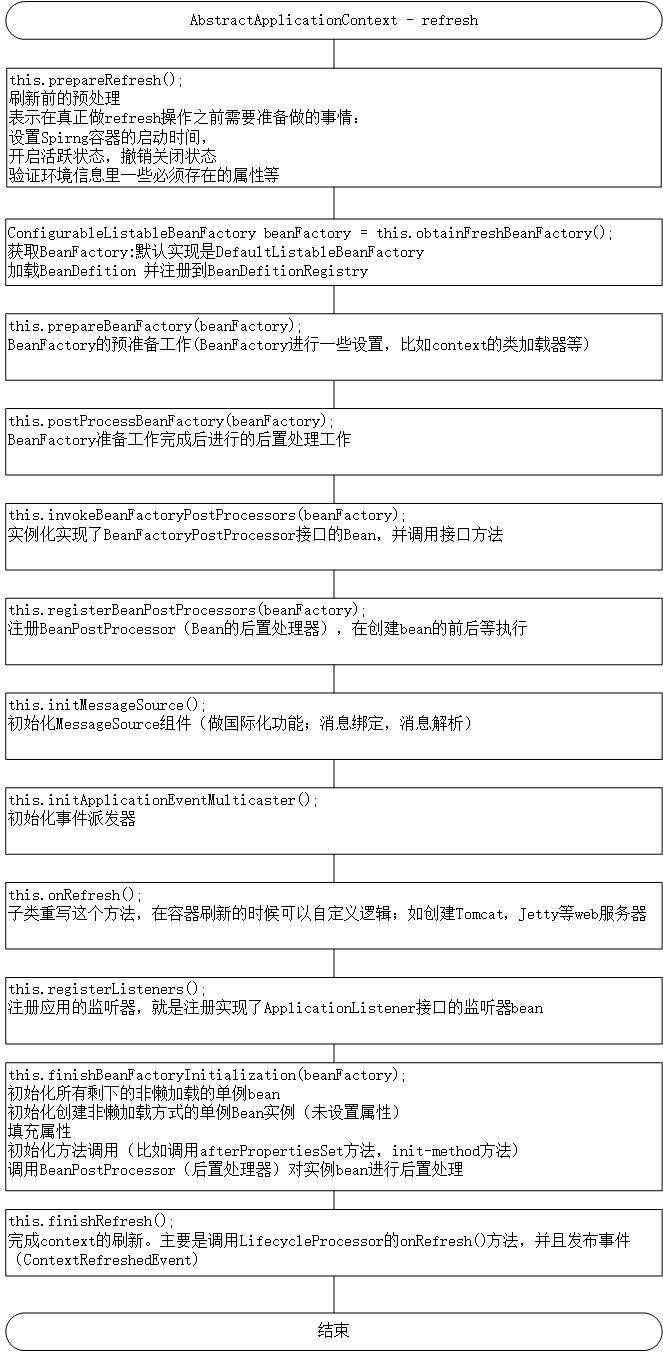 AbstractApplicationContext - refresh
this.prepareRefresh();
刷新前的预处理
表示在真正做refresh操作之前需要准备做的事情：
设置Spirng容器的启动时间，
开启活跃状态，撤销关闭状态
验证环境信息里一些必须存在的属性等
ConfigurableListableBeanFactory beanFactory = this.obtainFreshBeanFactory();
获取BeanFactory:默认实现是DefaultListableBeanFactory
加载BeanDefition 并注册到BeanDefitionRegistry
this.prepareBeanFactory(beanFactory);
BeanFactory的预准备工作(BeanFactory进行一些设置，比如context的类加载器等）
this.postProcessBeanFactory(beanFactory);
BeanFactory准备工作完成后进行的后置处理工作
this.invokeBeanFactoryPostProcessors(beanFactory);
实例化实现了BeanFactoryPostProcessor接口的Bean，并调用接口方法
this.registerBeanPostProcessors(beanFactory);
注册BeanPostProcessor（Bean的后置处理器），在创建bean的前后等执行
this.initMessageSource();
初始化MessageSource组件（做国际化功能；消息绑定，消息解析）
this.initApplicationEventMulticaster();
初始化事件派发器
this.onRefresh();
子类重写这个方法，在容器刷新的时候可以自定义逻辑；如创建Tomcat，Jetty等web服务器
this.registerListeners();
注册应用的监听器，就是注册实现了ApplicationListener接口的监听器bean
this.finishBeanFactoryInitialization(beanFactory);
初始化所有剩下的非懒加载的单例bean
初始化创建非懒加载方式的单例Bean实例（未设置属性）
填充属性
初始化方法调用（比如调用afterPropertiesSet方法，init-method方法）
调用BeanPostProcessor（后置处理器）对实例bean进行后置处理
this.finishRefresh();
完成context的刷新。主要是调用LifecycleProcessor的onRefresh()方法，并且发布事件
（ContextRefreshedEvent）
结束